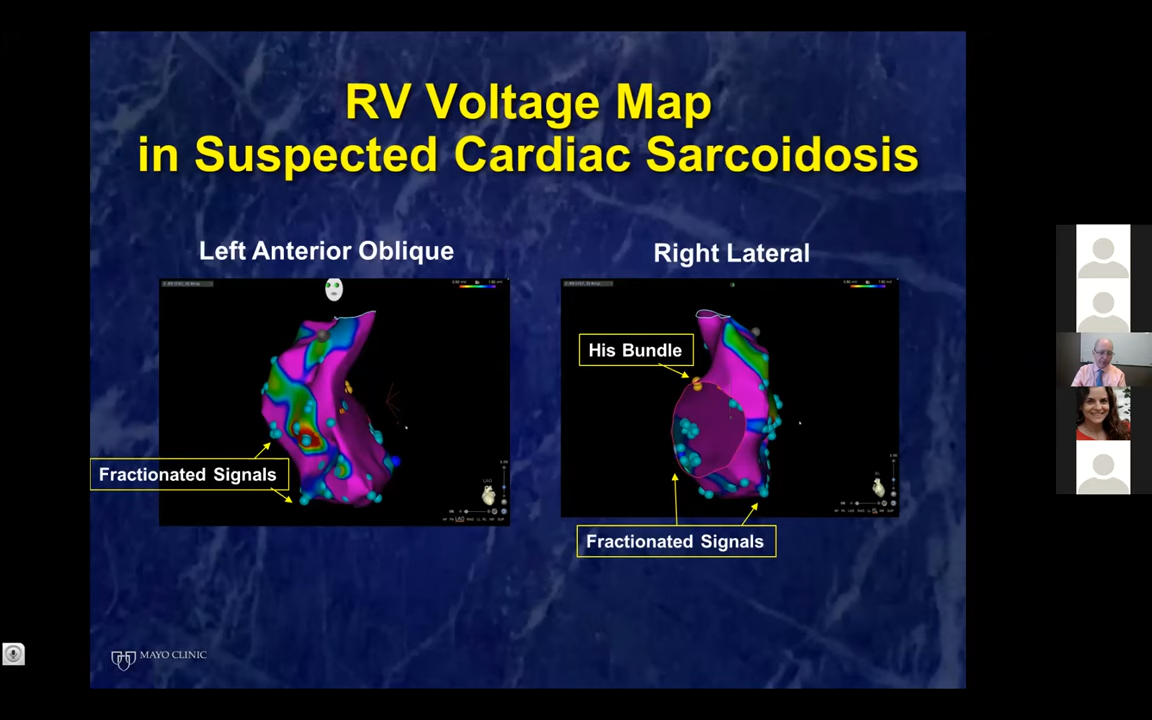 RV Voltage Map
in Suspected Cardiac Sarcoidosis
Left Anterior Oblique
Right Lateral
His Bundle
Fractionated Signals
Fractionated Signals
LAO
MAYO CLINIC